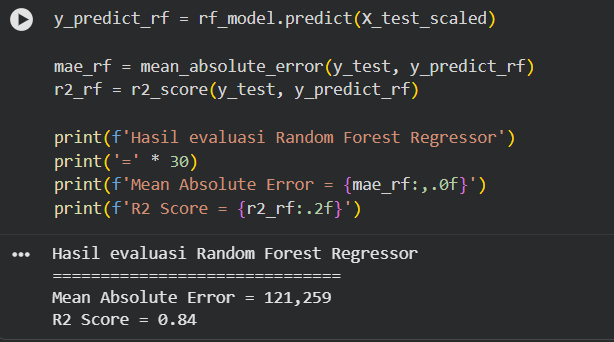 y_predict_rf = rf_model.predict(X_test_scaled)
mae_rf = mean_absolute_error(y_test, y_predict_rf)
r2_rf = r2_score(y_test, y_predict_rf)
print(f'Hasil evaluasi Random Forest Regressor')
print('=' * 30)
print(f'Mean Absolute Error = {mae_rf:,.0f}')
print(f'R2 Score = {r2_rf:.2f}')
Hasil evaluasi Random Forest Regressor
==============================
Mean Absolute Error = 121,259
R2 Score = 0.84